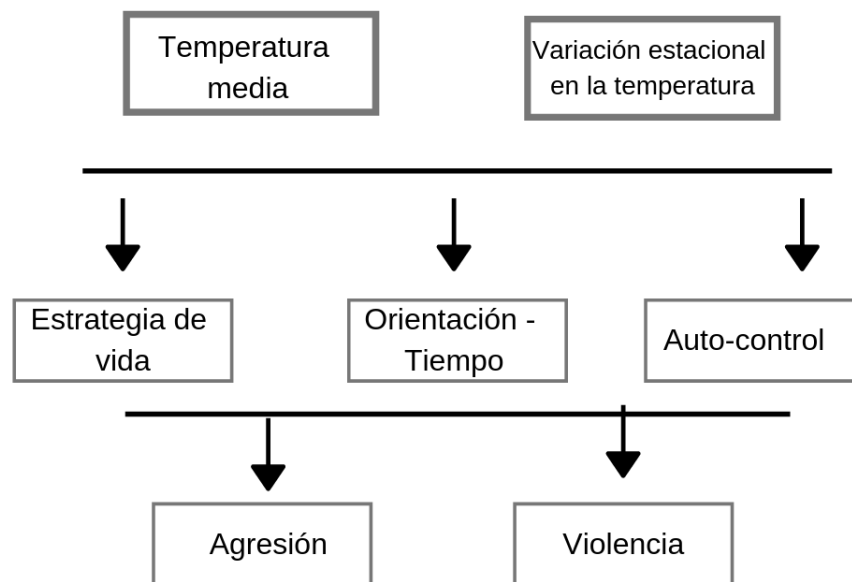 Temperatura
media
Variación estacional
en la temperatura
Estrategia de
vida
Orientación -
Tiempo
Auto-control
Agresión
Violencia